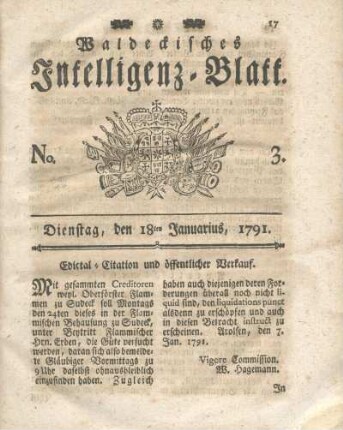 17
Waldeckisches
Intelligenz-Blatt.
No. 3.
Dienstag, den 18ten Januarius, 1791.
Edictal-Citation und öffentlicher Verkauf.
Mit gesammten Creditoren
weyl. Oberförster Flam-
men zu Sudeck soll Montags
den 24ten dieses in der Flam-
mischen Behausung zu Sudeck,
unter Beytritt Flammischer
Hrn. Erben, die Güte versucht
werden, daran sich also bemelde-
te Gläubiger Vormittags zu
9 Uhr daselbst ohnausbleiblich
einzufinden haben. Zugleich
haben auch diejenigen deren For-
derungen überall noch nicht li-
quid sind, den liquidations punct
alsdenn zu erschöpfen und auch
in diesen Betracht instruct zu
erscheinen. Arolsen, den 7.
Jan. 1791.
Vigore Commission.
W. Hagemann.
In